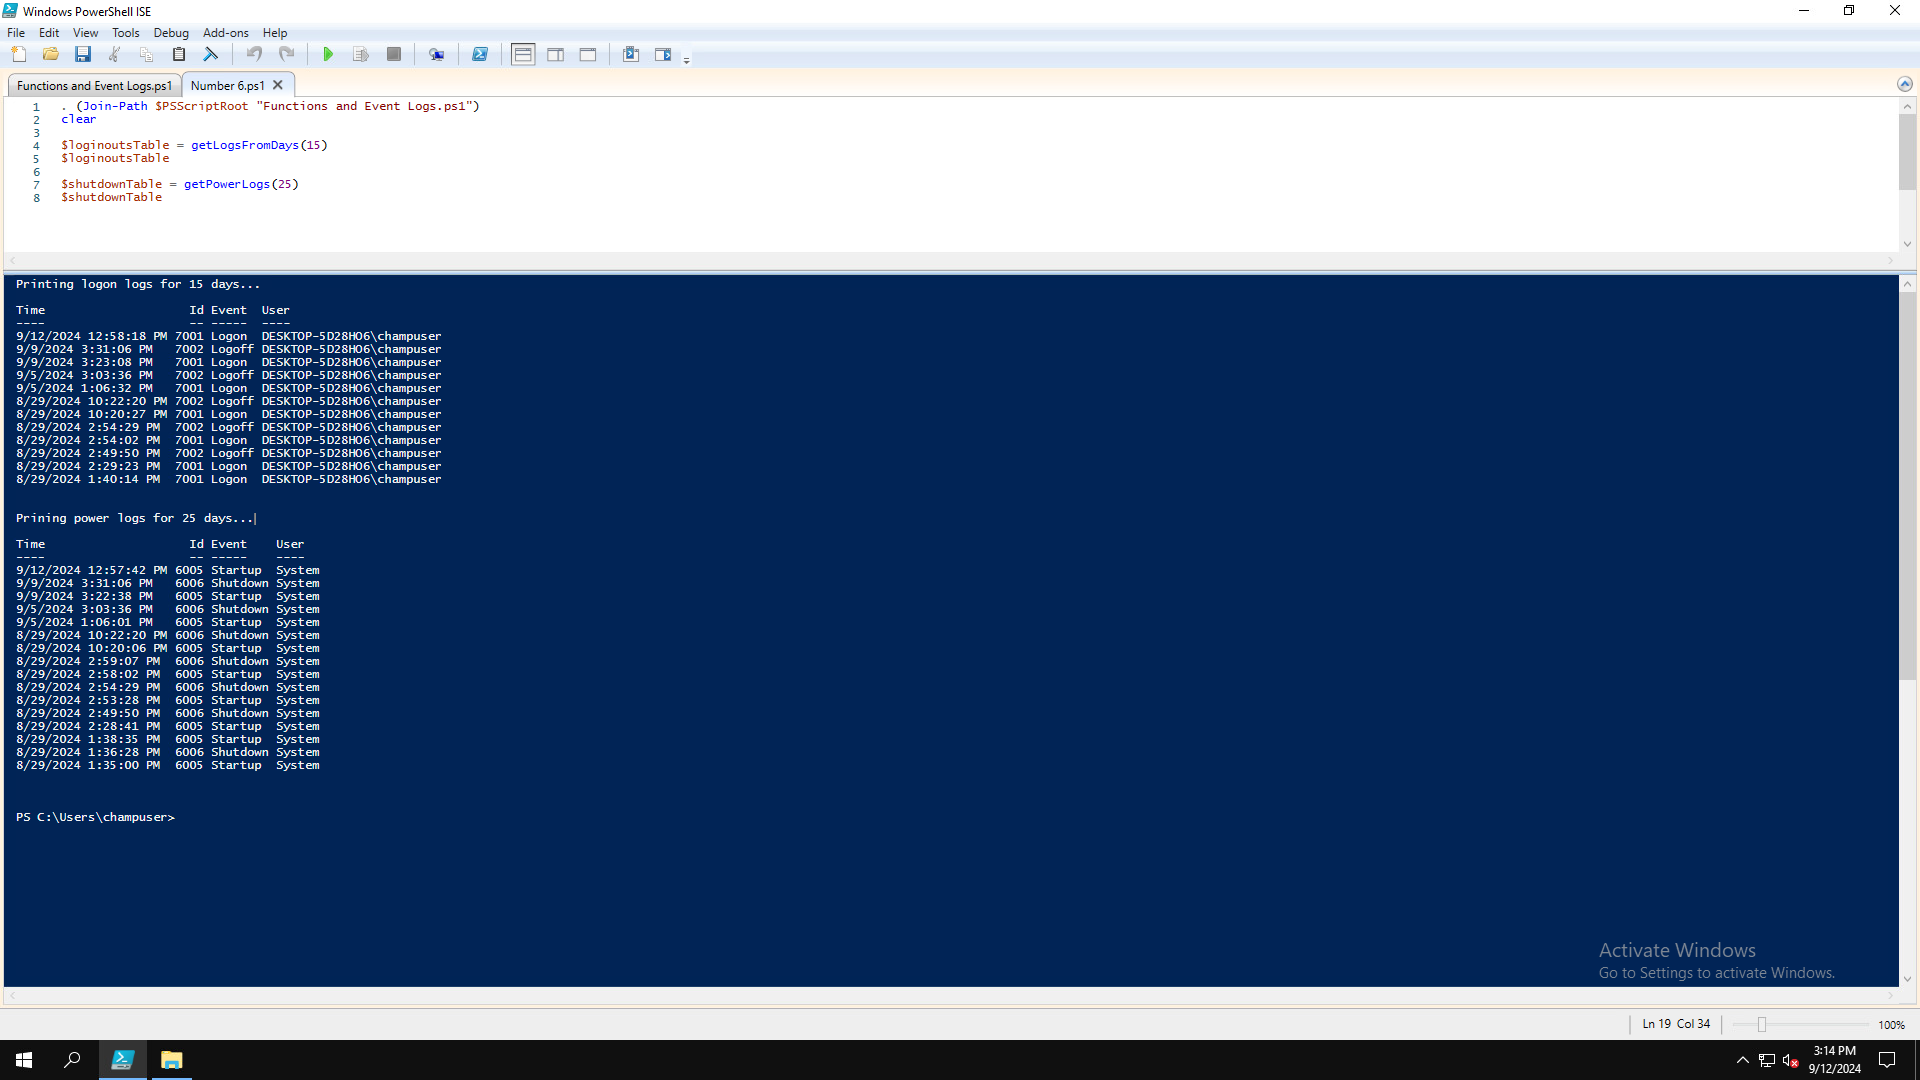 Windows PowerShell ISE
File Edit View Tools Debug Add-ons Help
Functions and Event Logs.ps1 Number 6.ps1
1 . (Join-Path $PSScriptRoot "Functions and Event Logs.ps1")
2 clear
3
4 $loginoutsTable = getLogsFromDays(15)
5 $loginoutsTable
6
7 $shutdownTable = getPowerLogs(25)
8 $shutdownTable
Printing logon logs for 15 days...
Time Id Event User
---- -- ----- ----
9/12/2024 12:58:18 PM 7001 Logon DESKTOP-5D28HO6\champuser
9/9/2024 3:31:06 PM 7002 Logoff DESKTOP-5D28HO6\champuser
9/9/2024 3:23:08 PM 7001 Logon DESKTOP-5D28HO6\champuser
9/5/2024 3:03:36 PM 7002 Logoff DESKTOP-5D28HO6\champuser
9/5/2024 1:06:32 PM 7001 Logon DESKTOP-5D28HO6\champuser
8/29/2024 10:22:20 PM 7002 Logoff DESKTOP-5D28HO6\champuser
8/29/2024 10:20:27 PM 7001 Logon DESKTOP-5D28HO6\champuser
8/29/2024 2:54:29 PM 7002 Logoff DESKTOP-5D28HO6\champuser
8/29/2024 2:54:02 PM 7001 Logon DESKTOP-5D28HO6\champuser
8/29/2024 2:49:50 PM 7002 Logoff DESKTOP-5D28HO6\champuser
8/29/2024 2:29:23 PM 7001 Logon DESKTOP-5D28HO6\champuser
8/29/2024 1:40:14 PM 7001 Logon DESKTOP-5D28HO6\champuser
Prining power logs for 25 days...
Time Id Event User
---- -- ----- ----
9/12/2024 12:57:42 PM 6005 Startup System
9/9/2024 3:31:06 PM 6006 Shutdown System
9/9/2024 3:22:38 PM 6005 Startup System
9/5/2024 3:03:36 PM 6006 Shutdown System
9/5/2024 1:06:01 PM 6005 Startup System
8/29/2024 10:22:20 PM 6006 Shutdown System
8/29/2024 10:20:06 PM 6005 Startup System
8/29/2024 2:59:07 PM 6006 Shutdown System
8/29/2024 2:58:02 PM 6005 Startup System
8/29/2024 2:54:29 PM 6006 Shutdown System
8/29/2024 2:53:28 PM 6005 Startup System
8/29/2024 2:49:50 PM 6006 Shutdown System
8/29/2024 2:28:41 PM 6005 Startup System
8/29/2024 1:38:35 PM 6005 Startup System
8/29/2024 1:36:28 PM 6006 Shutdown System
8/29/2024 1:35:00 PM 6005 Startup System
PS C:\Users\champuser>
Activate Windows
Go to Settings to activate Windows.
Ln 19 Col 34 100%
3:14 PM
9/12/2024